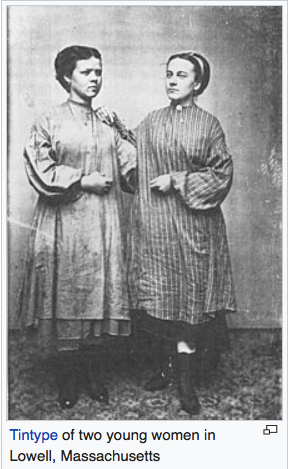 Tintype of two young women in
Lowell, Massachusetts